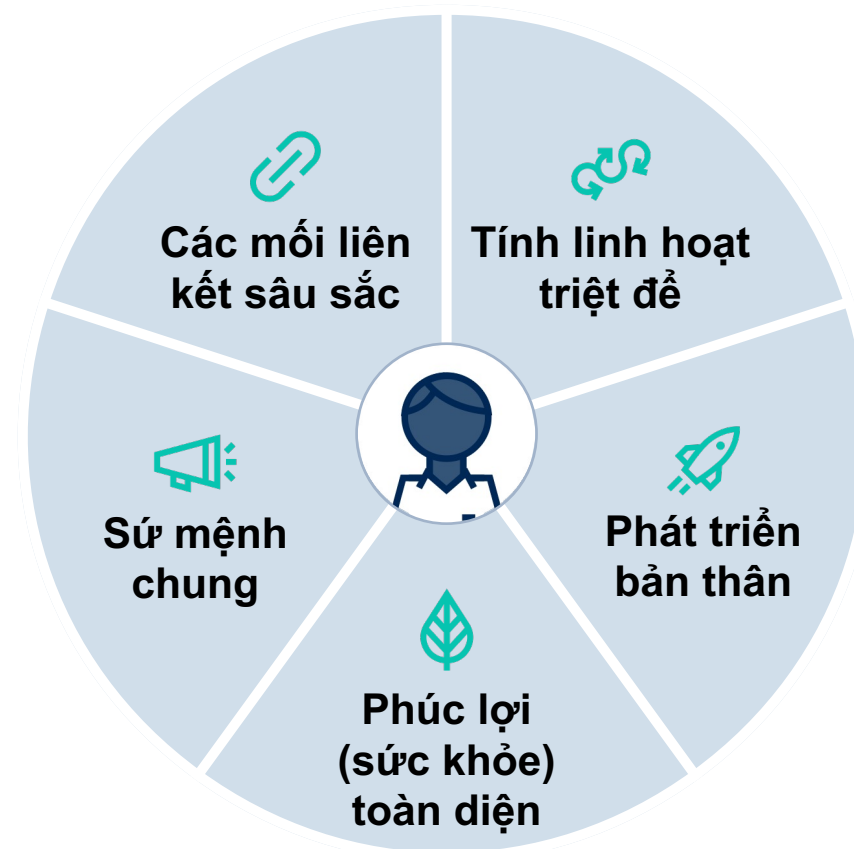 Các mối liên
kết sâu sắc
Tính linh hoạt
triệt để
Sứ mệnh
chung
Phát triển
bản thân
Phúc lợi
(sức khỏe)
toàn diện